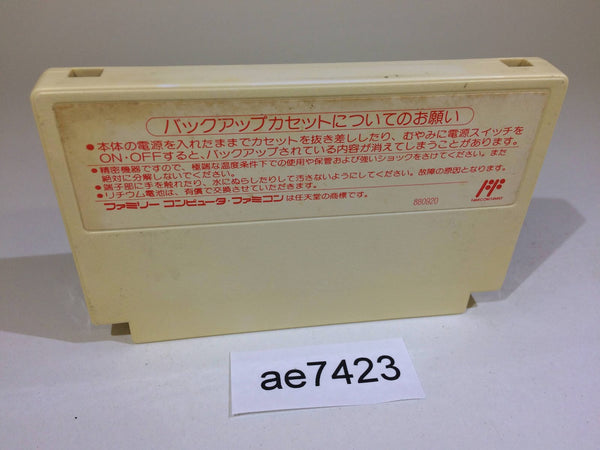 バックアップカセットについてのお願い
●本体の電源を入れたままでカセットを抜き差ししたり、むやみに電源スイッチを
ON・OFFすると、バックアップされている内容が消えてしまうことがあります。
●精密機器ですので、極端な温度条件下での使用や保管および強いショックをさけてください。また
絶対に分解しないでください。
●端子部に手を触れたり、水にぬらしたりして汚さないようにしてください。故障の原因となります。
●リチウム電池は、有償で交換させていただきます。
ファミリー コンピュータ・ファミコンは任天堂の商標です。
880920
FAMICOM FAMILY
ae7423